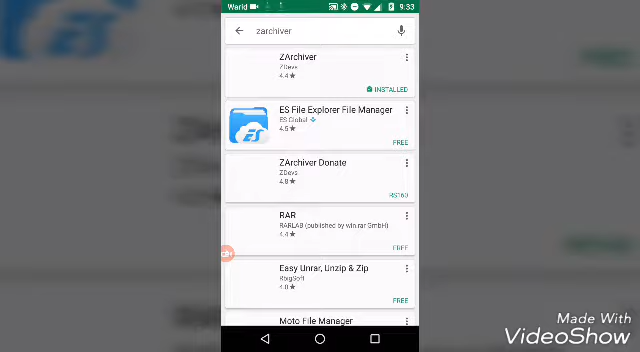 Warid 9:33
zarchiver
ZArchiver
ZDevs
4.4★
INSTALLED
ES File Explorer File Manager
ES Global
4.5★
FREE
ZArchiver Donate
ZDevs
4.8★
RS160
RAR
RARLAB (published by win.rar GmbH)
4.4★
FREE
Easy Unrar, Unzip & Zip
RbigSoft
4.0★
FREE
Moto File Manager
Made With
VideoShow